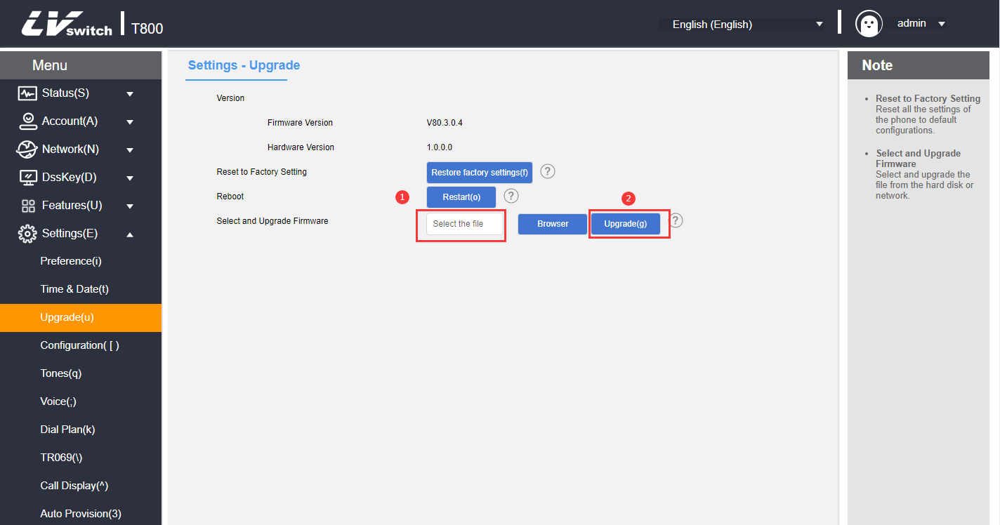 LVswitch T800
English (English)
admin
Menu
Status(S)
Account(A)
Network(N)
DssKey(D)
Features(U)
Settings(E)
Preference(i)
Time & Date(t)
Upgrade(u)
Configuration( [ )
Tones(q)
Voice(;)
Dial Plan(k)
TR069(\)
Call Display(^)
Auto Provision(3)
Settings - Upgrade
Version
Firmware Version V80.3.0.4
Hardware Version 1.0.0.0
Reset to Factory Setting Restore factory settings(f) ?
Reboot 1 Restart(o) ? 2
Select and Upgrade Firmware Select the file Browser Upgrade(g) ?
Note
• Reset to Factory Setting
Reset all the settings of
the phone to default
configurations.
• Select and Upgrade
Firmware
Select and upgrade the
file from the hard disk or
network.